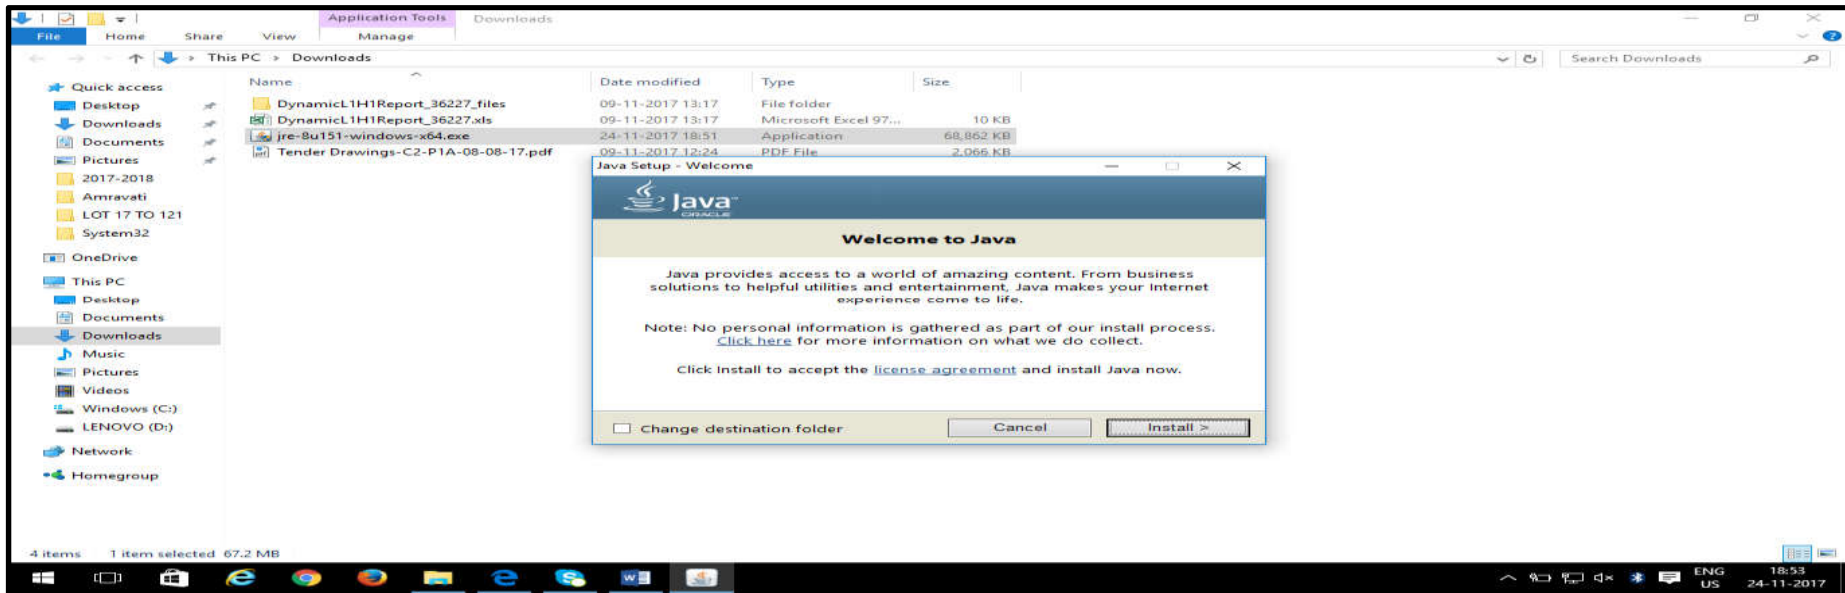 Application Tools Downloads
File Home Share View Manage
This PC > Downloads
Search Downloads
Name Date modified Type Size
DynamicL1H1Report_36227_files 09-11-2017 13:17 File folder
DynamicL1H1Report_36227.xls 09-11-2017 13:17 Microsoft Excel 97... 10 KB
jre-8u151-windows-x64.exe 24-11-2017 18:51 Application 68,862 KB
Tender Drawings-C2-P1A-08-08-17.pdf 09-11-2017 12:24 PDF File 2,066 KB
Quick access
Desktop
Downloads
Documents
Pictures
2017-2018
Amravati
LOT 17 TO 121
System32
OneDrive
This PC
Desktop
Documents
Downloads
Music
Pictures
Videos
Windows (C:)
LENOVO (D:)
Network
Homegroup
Java Setup - Welcome
Java
ORACLE
Welcome to Java
Java provides access to a world of amazing content. From business
solutions to helpful utilities and entertainment, Java makes your Internet
experience come to life.
Note: No personal information is gathered as part of our install process.
Click here for more information on what we do collect.
Click Install to accept the license agreement and install Java now.
Change destination folder Cancel Install >
4 items 1 item selected 67.2 MB
ENG 18:53
US 24-11-2017